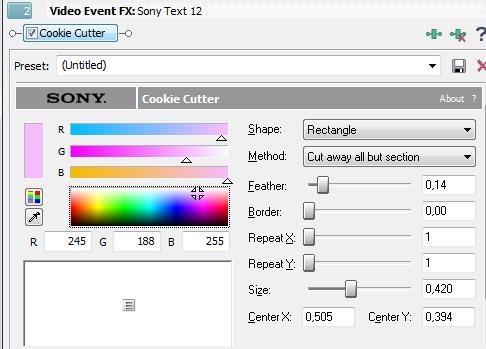 2 Video Event FX: Sony Text 12
Cookie Cutter ?
Preset: (Untitled)
SONY. Cookie Cutter About ?
R Shape: Rectangle
G Method: Cut away all but section
B Feather: 0,14
Border: 0,00
R 245 G 188 B 255 Repeat X: 1
Repeat Y: 1
Size: 0,420
Center X: 0,505 Center Y: 0,394